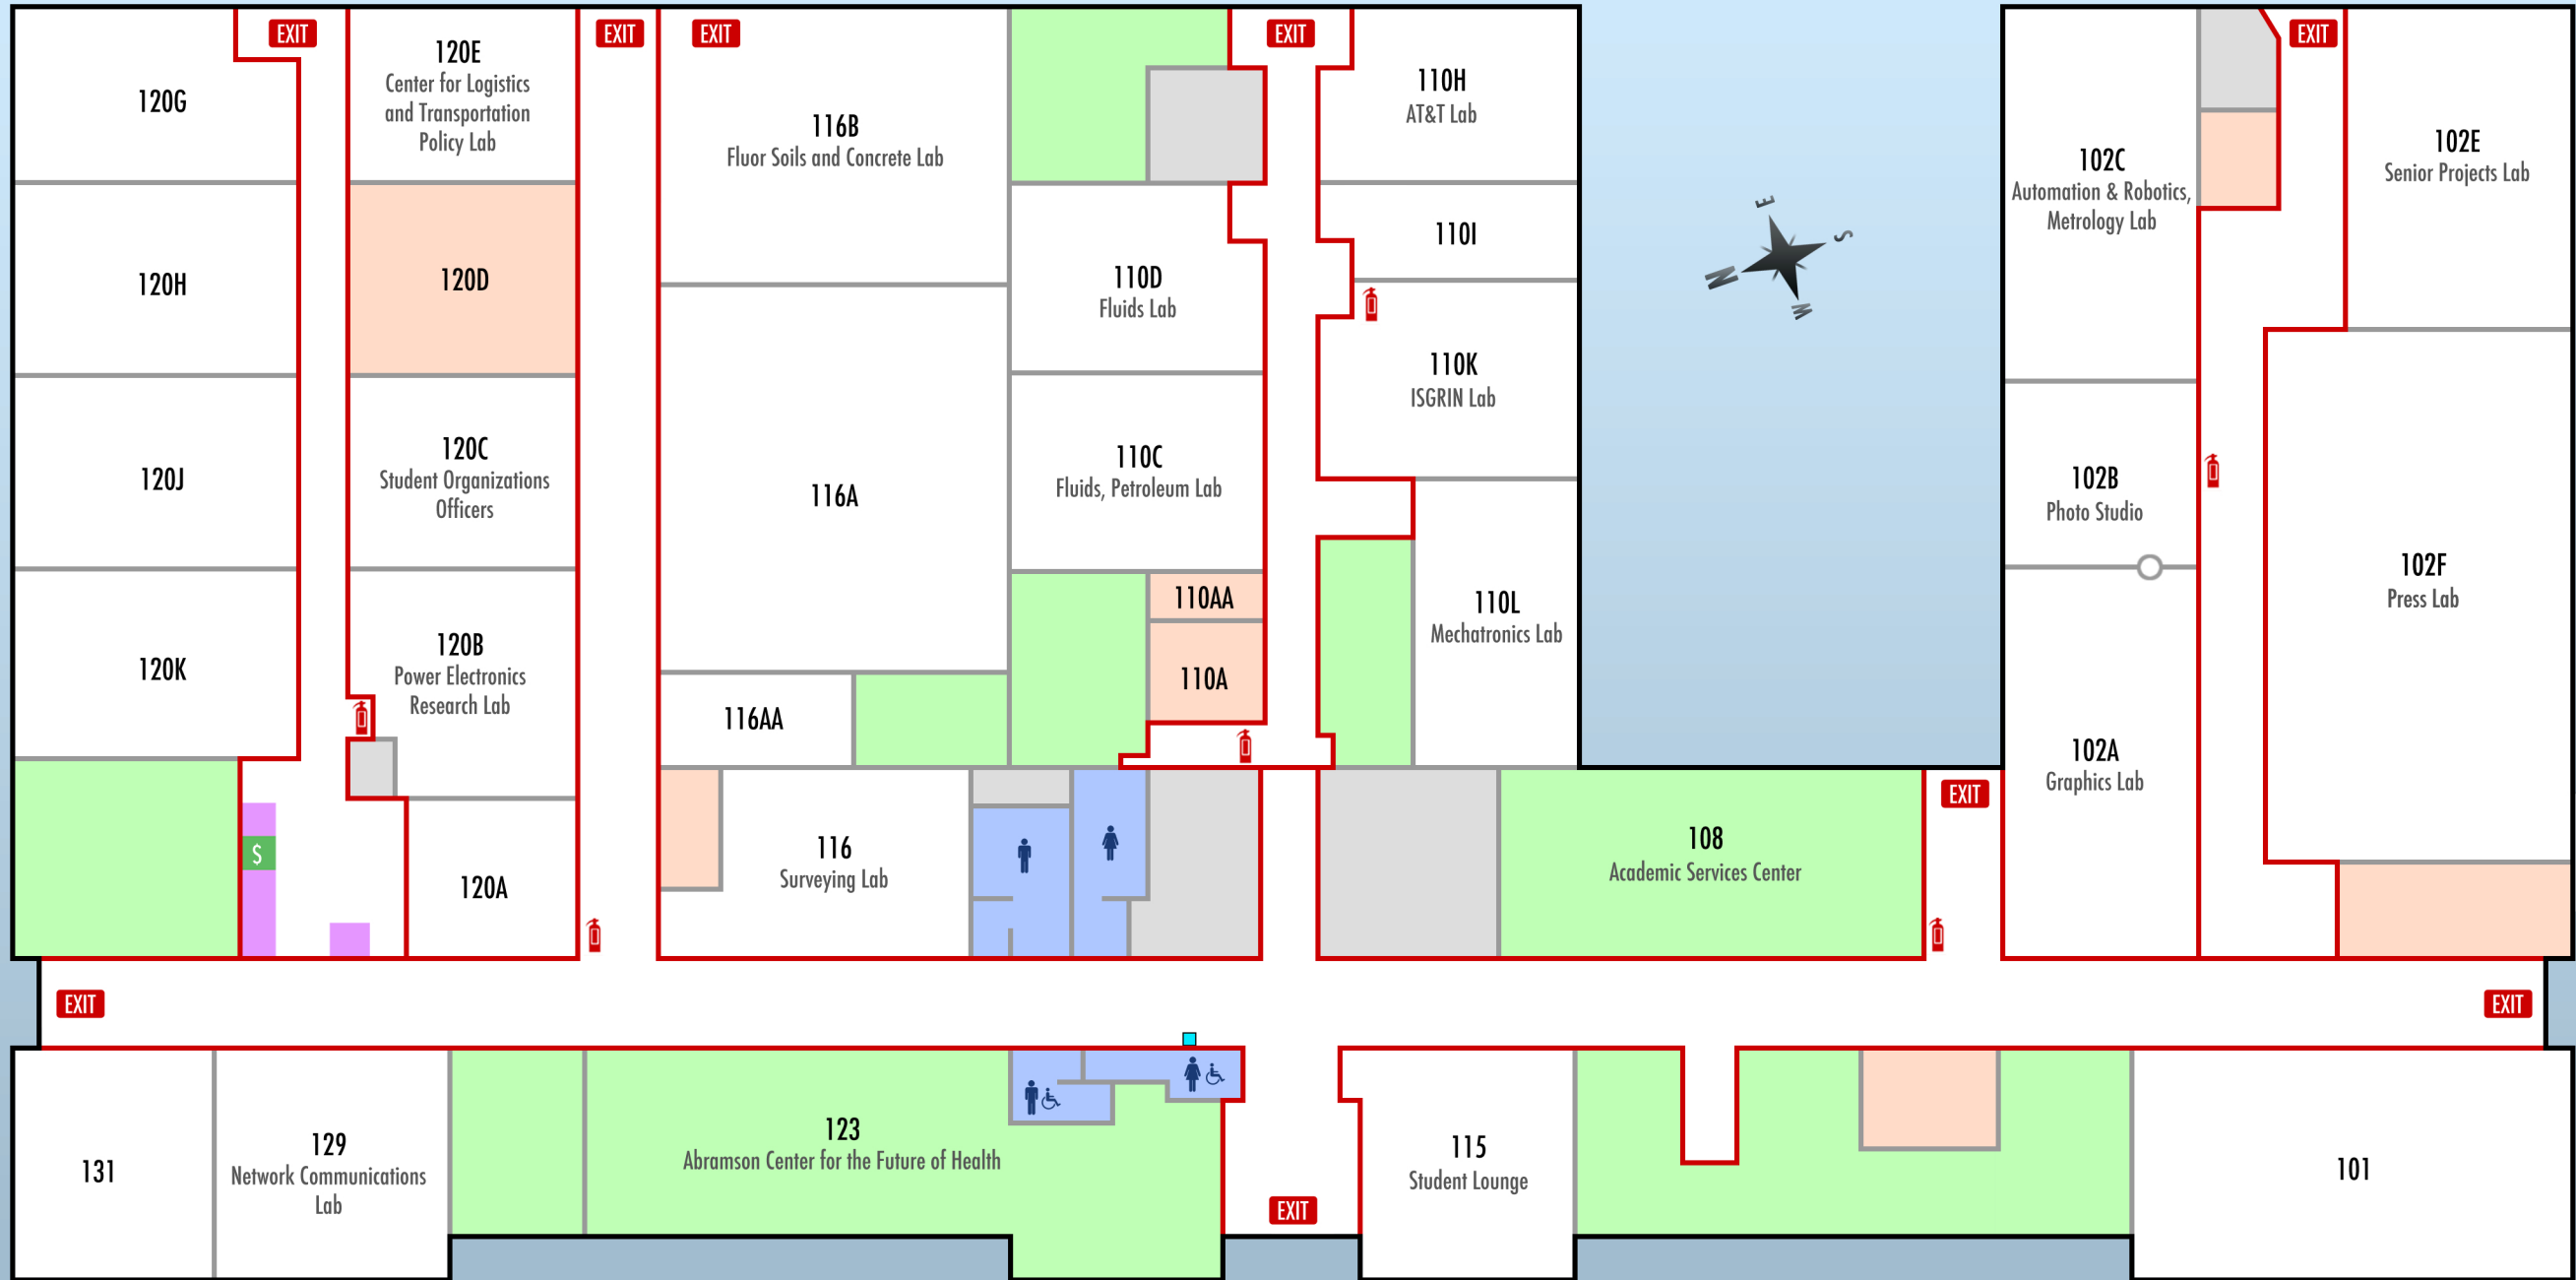 EXIT
EXIT
EXIT
EXIT
EXIT
120G
120E
Center for Logistics
and Transportation
Policy Lab
116B
Fluor Soils and Concrete Lab
110H
AT&T Lab
102C
Automation & Robotics,
Metrology Lab
102E
Senior Projects Lab
120H
120D
110D
Fluids Lab
110I
E
S
N
W
120J
120C
Student Organizations
Officers
116A
110C
Fluids, Petroleum Lab
110K
ISGRIN Lab
102B
Photo Studio
102F
Press Lab
120K
120B
Power Electronics
Research Lab
116AA
110AA
110A
110L
Mechatronics Lab
102A
Graphics Lab
$
120A
116
Surveying Lab
108
Academic Services Center
EXIT
EXIT
EXIT
131
129
Network Communications
Lab
123
Abramson Center for the Future of Health
EXIT
115
Student Lounge
101